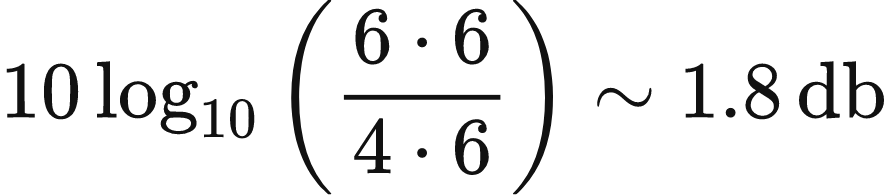 10 log₁₀ (6 · 6 / 4 · 6) ∼ 1.8 db